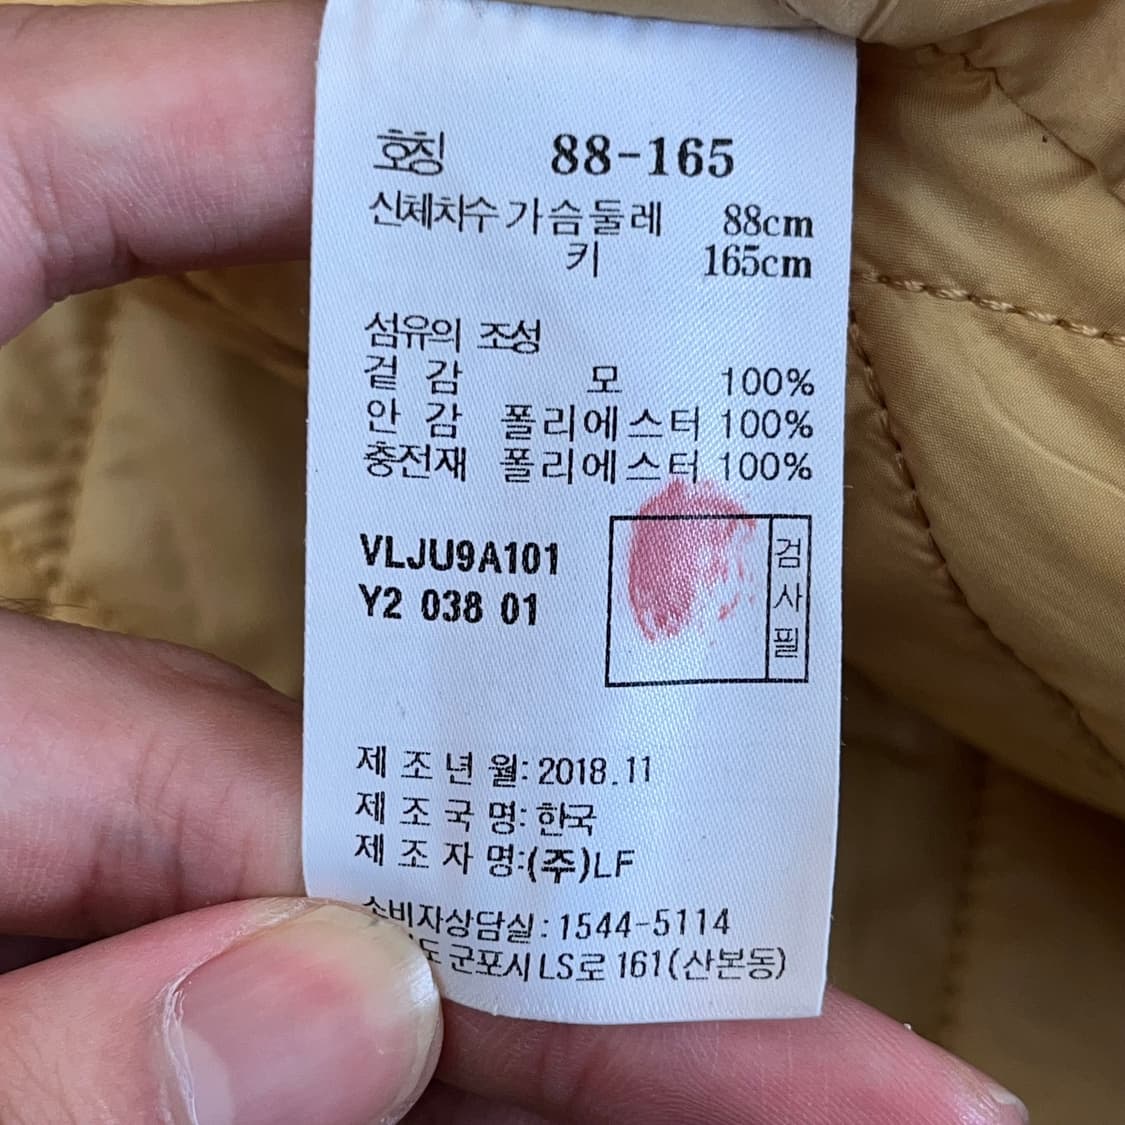 호칭 88-165
신체치수 가슴둘레 88cm
키 165cm
섬유의 조성
겉감 모 100%
안감 폴리에스터 100%
충전재 폴리에스터 100%
VLJU9A101
Y2 038 01
검사필
제조년월: 2018.11
제조국명: 한국
제조자명:(주)LF
소비자상담실: 1544-5114
군포시 LS로 161(산본동)